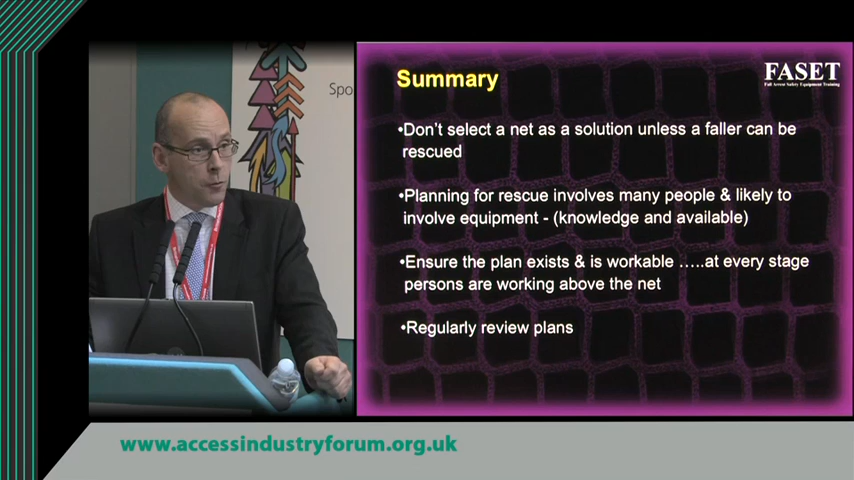 Spo
Summary
FASET
Fall Arrest Safety Equipment Training
•Don't select a net as a solution unless a faller can be
rescued
•Planning for rescue involves many people & likely to
involve equipment - (knowledge and available)
•Ensure the plan exists & is workable …..at every stage
persons are working above the net
•Regularly review plans
www.accessindustryforum.org.uk